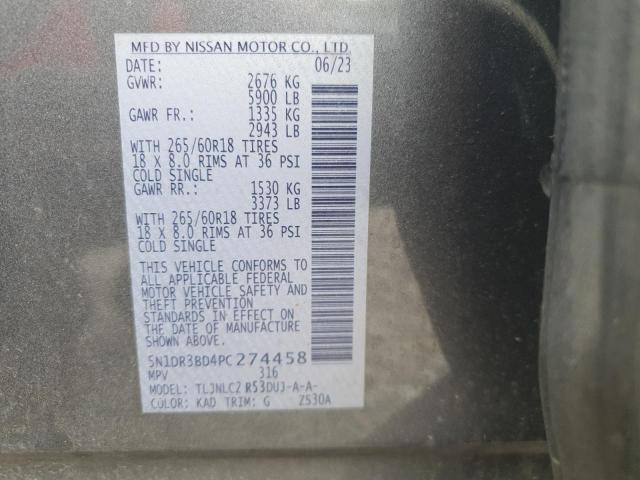 MFD BY NISSAN MOTOR CO., LTD.
DATE: 06/23
GVWR: 2676 KG
5900 LB
GAWR FR.: 1335 KG
2943 LB
WITH 265/60R18 TIRES
18 X 8.0 RIMS AT 36 PSI
COLD SINGLE
GAWR RR.: 1530 KG
3373 LB
WITH 265/60R18 TIRES
18 X 8.0 RIMS AT 36 PSI
COLD SINGLE
THIS VEHICLE CONFORMS TO
ALL APPLICABLE FEDERAL
MOTOR VEHICLE SAFETY AND
THEFT PREVENTION
STANDARDS IN EFFECT ON
THE DATE OF MANUFACTURE
SHOWN ABOVE.
5N1DR3BD4PC274458
MPV 316
MODEL: TLJNLC2 RS3DUJ-A-A-
COLOR: KAD TRIM: G ZS30A